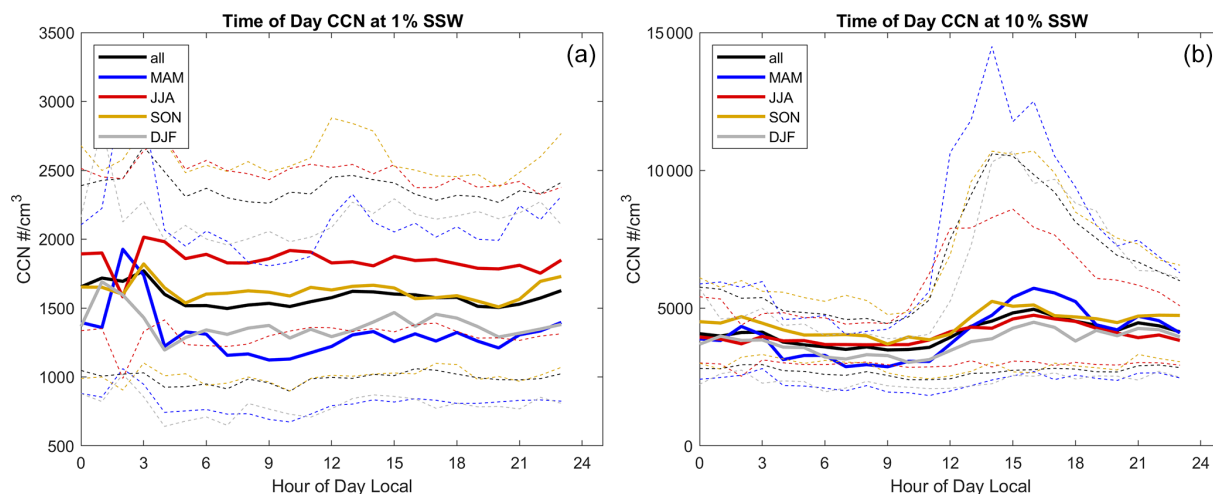 Time of Day CCN at 1% SSW
(a)
all
MAM
JJA
SON
DJF
CCN #/cm³
3500
3000
2500
2000
1500
1000
500
0 3 6 9 12 15 18 21 24
Hour of Day Local
Time of Day CCN at 10% SSW
(b)
all
MAM
JJA
SON
DJF
CCN #/cm³
15 000
10 000
5000
0
0 3 6 9 12 15 18 21 24
Hour of Day Local